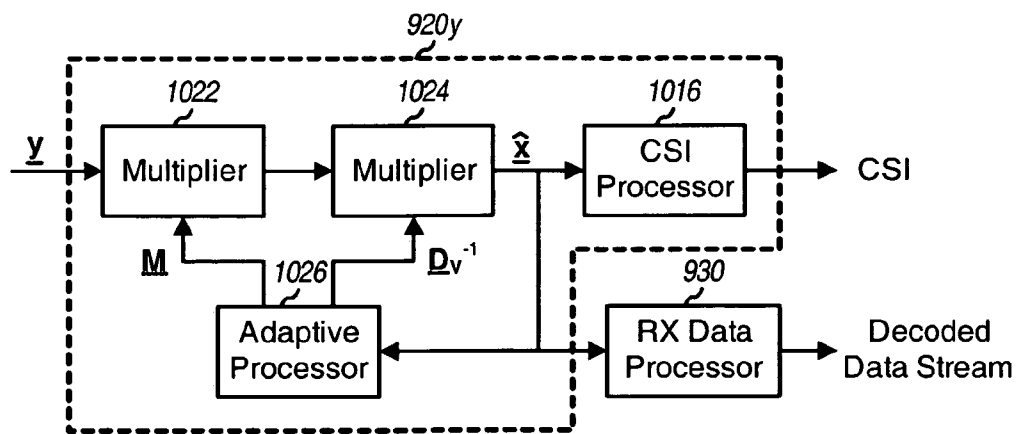 920y
1022
1024
1016
y
Multiplier
Multiplier
x̂
CSI
Processor
CSI
M
1026
D_V^-1
930
Adaptive
Processor
RX Data
Processor
Decoded
Data Stream